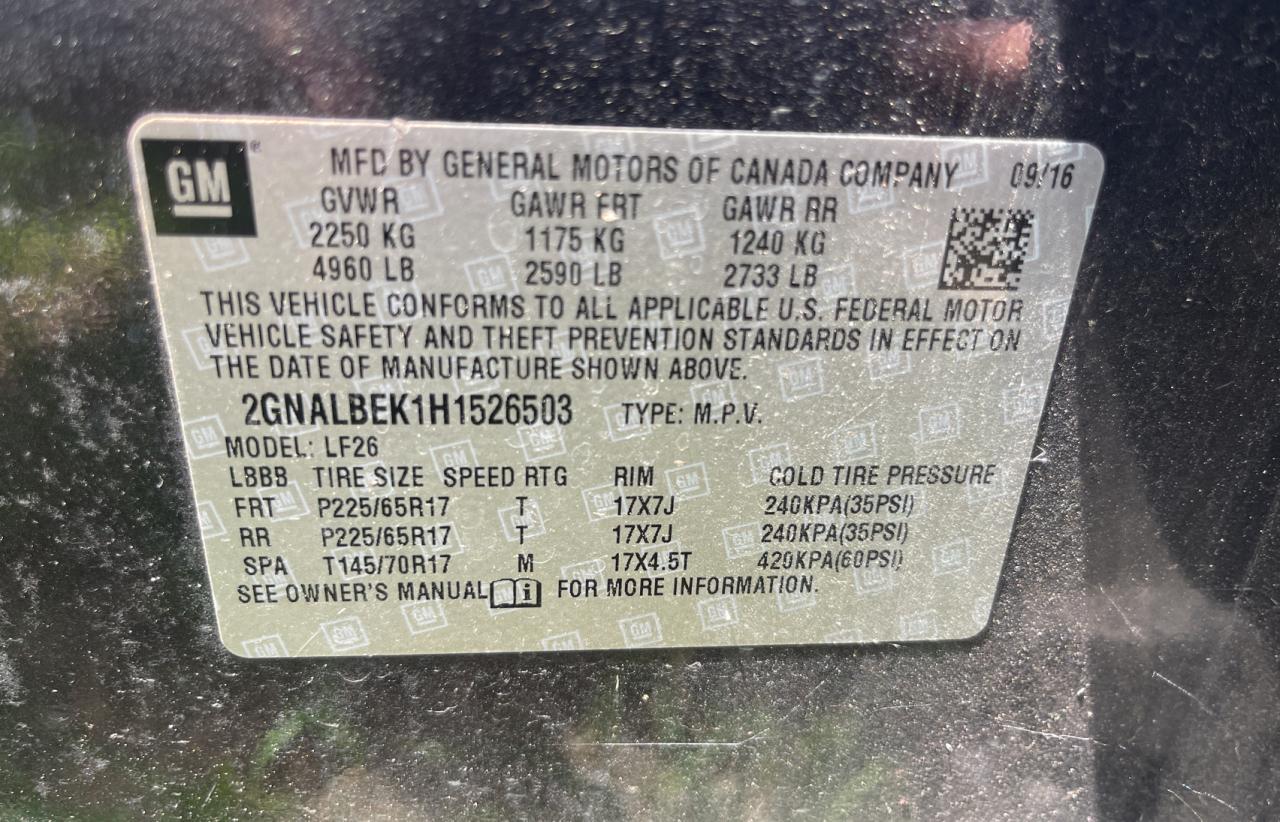 GM ® MFD BY GENERAL MOTORS OF CANADA COMPANY 09/16
GVWR GAWR FRT GAWR RR
2250 KG 1175 KG 1240 KG
4960 LB 2590 LB 2733 LB
THIS VEHICLE CONFORMS TO ALL APPLICABLE U.S. FEDERAL MOTOR
VEHICLE SAFETY AND THEFT PREVENTION STANDARDS IN EFFECT ON
THE DATE OF MANUFACTURE SHOWN ABOVE.
2GNALBEK1H1526503 TYPE: M.P.V.
MODEL: LF26
LBBB TIRE SIZE SPEED RTG RIM COLD TIRE PRESSURE
FRT P225/65R17 T 17X7J 240KPA(35PSI)
RR P225/65R17 T 17X7J 240KPA(35PSI)
SPA T145/70R17 M 17X4.5T 420KPA(60PSI)
SEE OWNER'S MANUAL i FOR MORE INFORMATION.